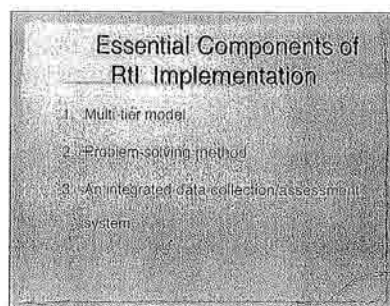 Essential Components of
RtI Implementation
1. Multi-tier model
2. Problem-solving method
3. An integrated data collection/assessment
system.